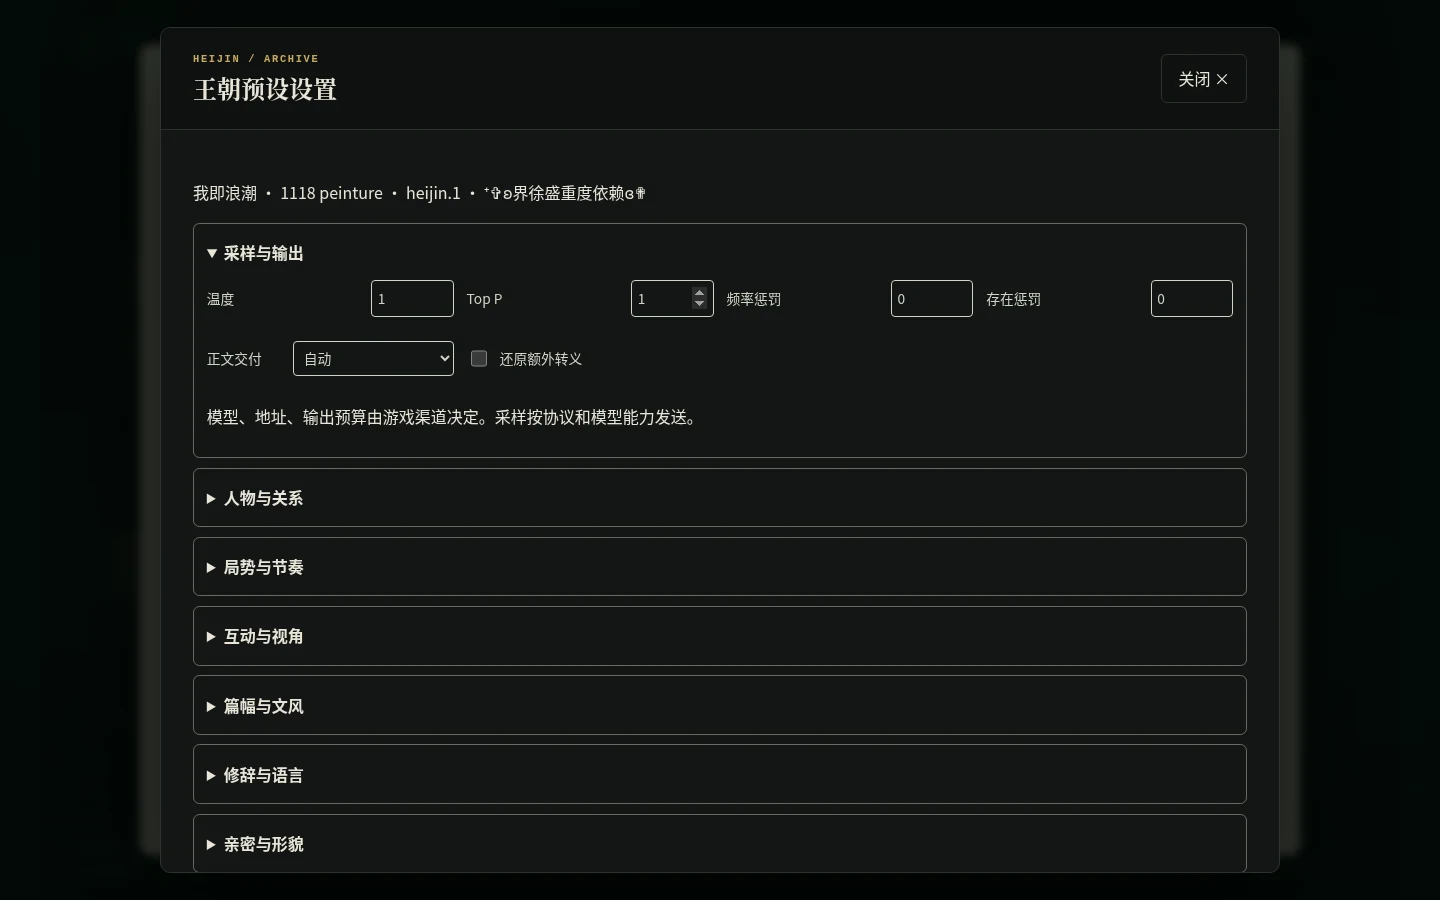 HEIJIN / ARCHIVE
王朝预设设置
关闭 ×
我即浪潮 · 1118 peinture · heijin.1 · ⁺✞ʚ界徐盛重度依赖ɞ✟
▼ 采样与输出
温度 1 Top P 1 频率惩罚 0 存在惩罚 0
正文交付 自动 还原额外转义
模型、地址、输出预算由游戏渠道决定。采样按协议和模型能力发送。
▶ 人物与关系
▶ 局势与节奏
▶ 互动与视角
▶ 篇幅与文风
▶ 修辞与语言
▶ 亲密与形貌